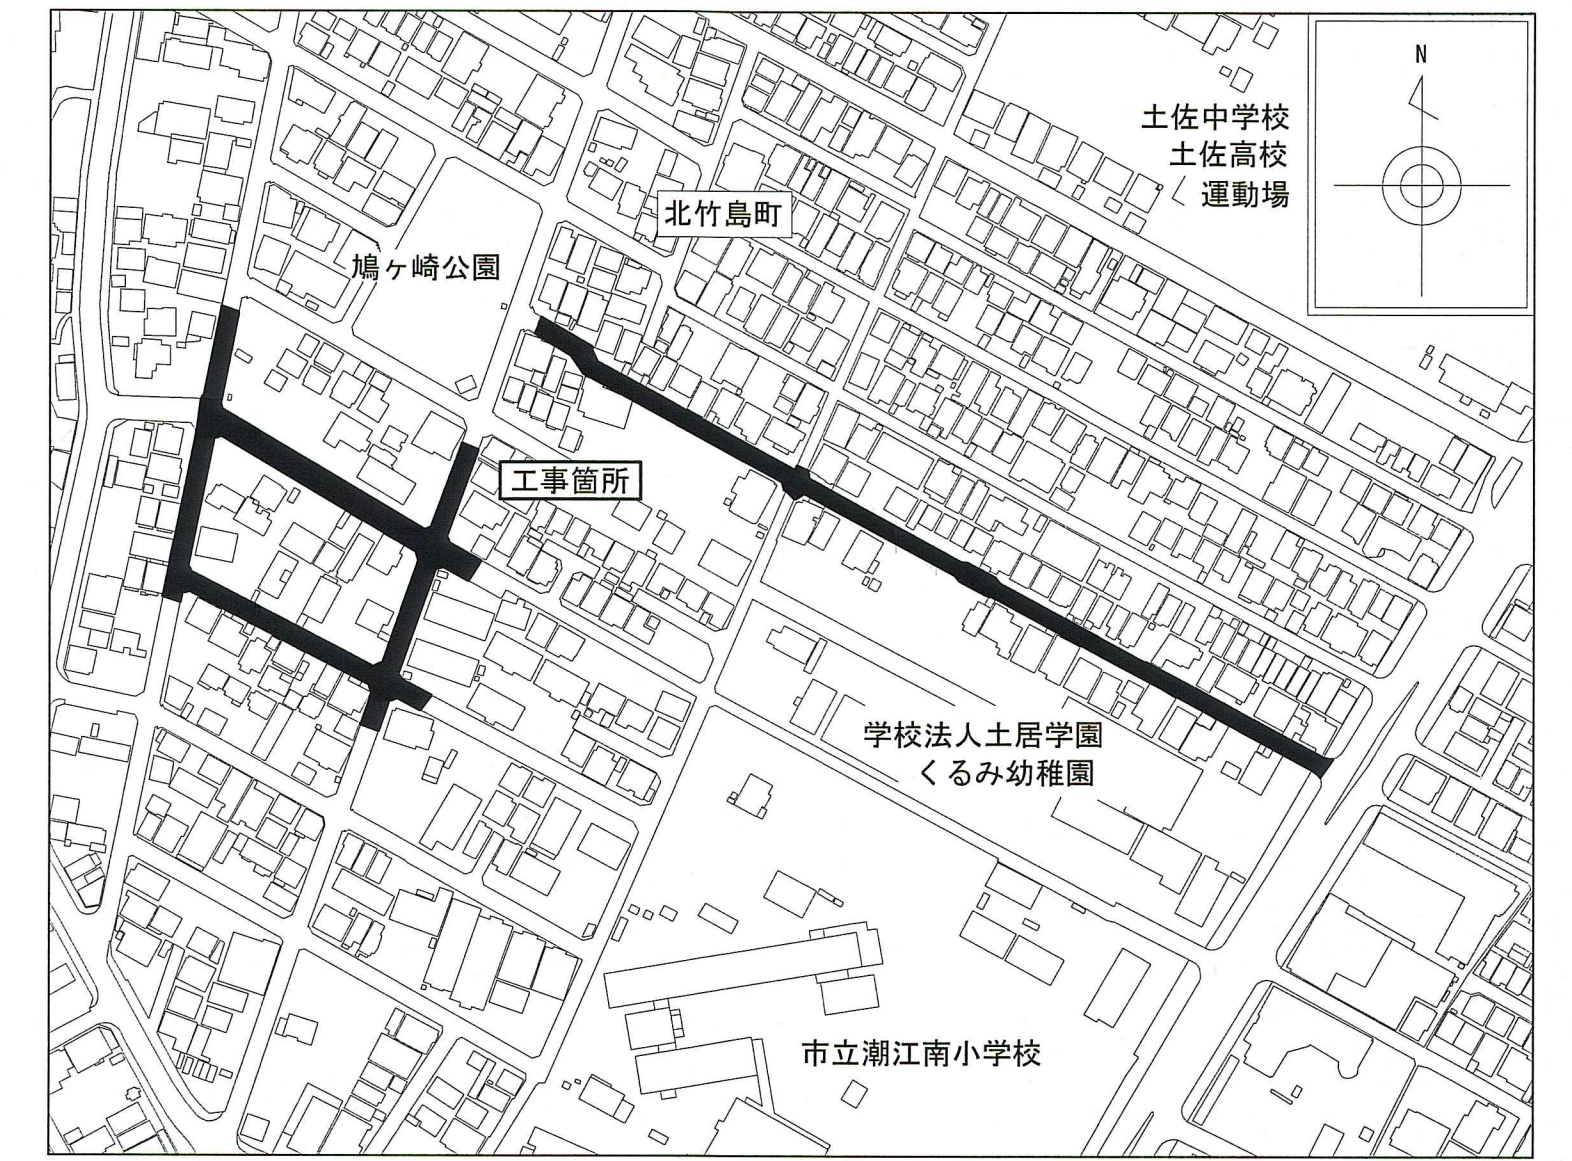 N
土佐中学校
土佐高校
運動場
北竹島町
鳩ヶ崎公園
工事箇所
学校法人土居学園
くるみ幼稚園
市立潮江南小学校